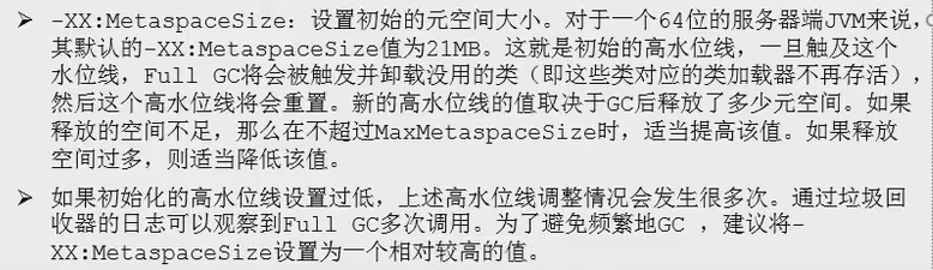 ➤ -XX:MetaspaceSize：设置初始的元空间大小。对于一个64位的服务器端JVM来说，
其默认的-XX:MetaspaceSize值为21MB。这就是初始的高水位线，一旦触及这个
水位线，Full GC将会被触发并卸载没用的类（即这些类对应的类加载器不再存活），
然后这个高水位线将会重置。新的高水位线的值取决于GC后释放了多少元空间。如果
释放的空间不足，那么在不超过MaxMetaspaceSize时，适当提高该值。如果释放
空间过多，则适当降低该值。
➤ 如果初始化的高水位线设置过低，上述高水位线调整情况会发生很多次。通过垃圾回
收器的日志可以观察到Full GC多次调用。为了避免频繁地GC ，建议将-
XX:MetaspaceSize设置为一个相对较高的值。